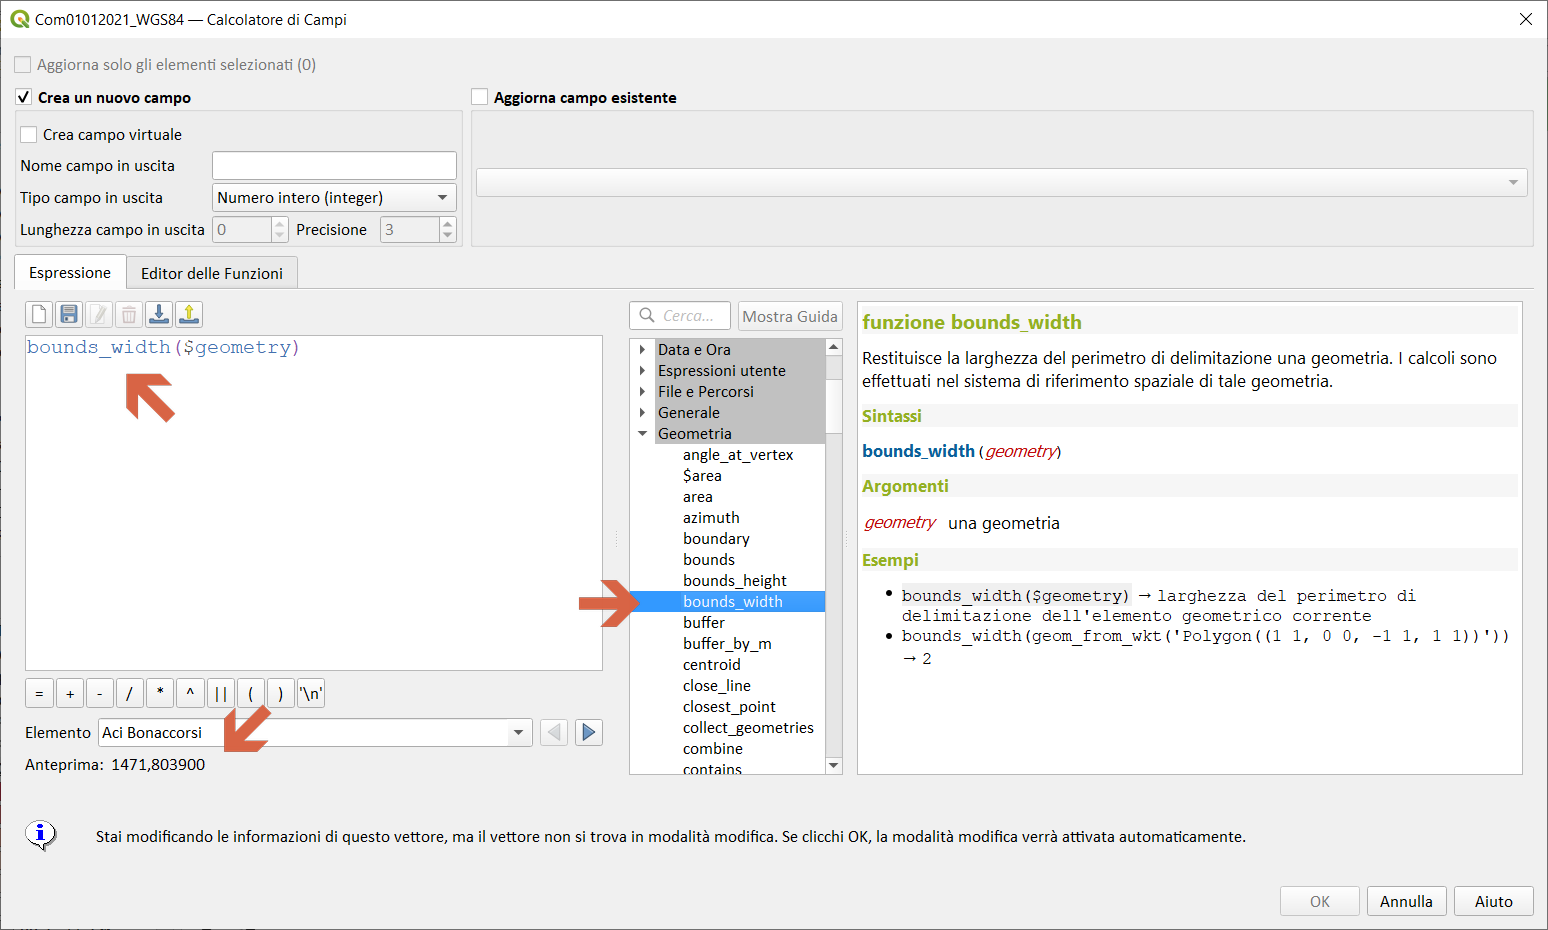 Com01012021_WGS84 — Calcolatore di Campi
Aggiorna solo gli elementi selezionati (0)
Crea un nuovo campo
Aggiorna campo esistente
Crea campo virtuale
Nome campo in uscita
Tipo campo in uscita Numero intero (integer)
Lunghezza campo in uscita 0 Precisione 3
Espressione Editor delle Funzioni
bounds_width($geometry)
= + - / * ^ || ( ) '\n'
Elemento Aci Bonaccorsi
Anteprima: 1471,803900
Cerca... Mostra Guida
Data e Ora
Espressioni utente
File e Percorsi
Generale
Geometria
angle_at_vertex
$area
area
azimuth
boundary
bounds
bounds_height
bounds_width
buffer
buffer_by_m
centroid
close_line
closest_point
collect_geometries
combine
contains
funzione bounds_width
Restituisce la larghezza del perimetro di delimitazione una geometria. I calcoli sono
effettuati nel sistema di riferimento spaziale di tale geometria.
Sintassi
bounds_width(geometry)
Argomenti
geometry una geometria
Esempi
• bounds_width($geometry) → larghezza del perimetro di
delimitazione dell'elemento geometrico corrente
• bounds_width(geom_from_wkt('Polygon((1 1, 0 0, -1 1, 1 1))'))
→ 2
Stai modificando le informazioni di questo vettore, ma il vettore non si trova in modalità modifica. Se clicchi OK, la modalità modifica verrà attivata automaticamente.
OK Annulla Aiuto